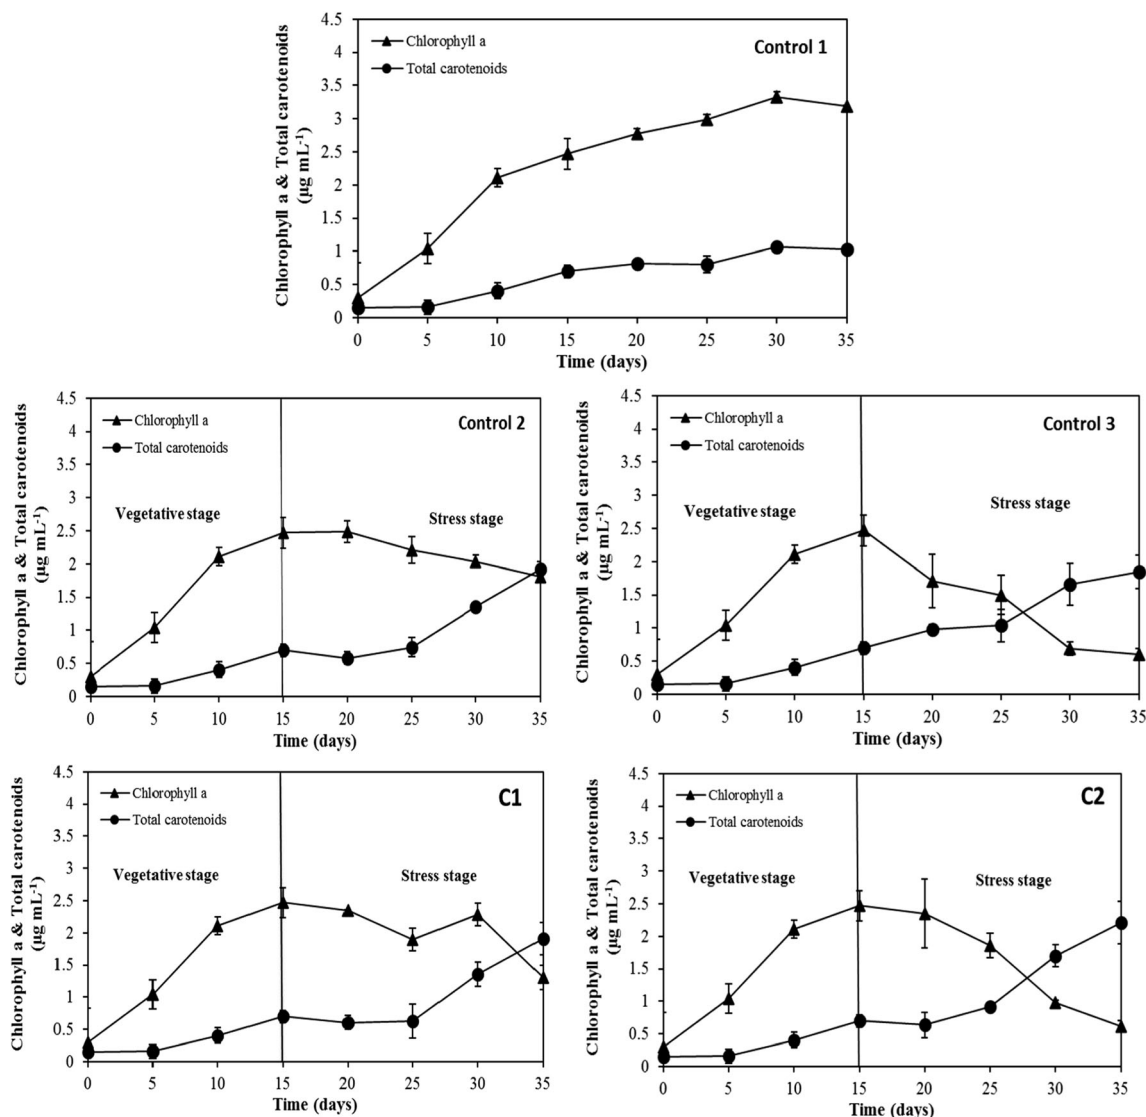 Control 1
Chlorophyll a
Total carotenoids
Chlorophyll a & Total carotenoids
(µg mL⁻¹)
4.5
4
3.5
3
2.5
2
1.5
1
0.5
0
0 5 10 15 20 25 30 35
Time (days)
Control 2
Chlorophyll a
Total carotenoids
Vegetative stage
Stress stage
Chlorophyll a & Total carotenoids
(µg mL⁻¹)
4.5
4
3.5
3
2.5
2
1.5
1
0.5
0
0 5 10 15 20 25 30 35
Time (days)
Control 3
Chlorophyll a
Total carotenoids
Vegetative stage
Stress stage
Chlorophyll a & Total carotenoids
(µg mL⁻¹)
4.5
4
3.5
3
2.5
2
1.5
1
0.5
0
0 5 10 15 20 25 30 35
Time (days)
C1
Chlorophyll a
Total carotenoids
Vegetative stage
Stress stage
Chlorophyll a & Total carotenoids
(µg mL⁻¹)
4.5
4
3.5
3
2.5
2
1.5
1
0.5
0
0 5 10 15 20 25 30 35
Time (days)
C2
Chlorophyll a
Total carotenoids
Vegetative stage
Stress stage
Chlorophyll a & Total carotenoids
(µg mL⁻¹)
4.5
4
3.5
3
2.5
2
1.5
1
0.5
0
0 5 10 15 20 25 30 35
Time (days)